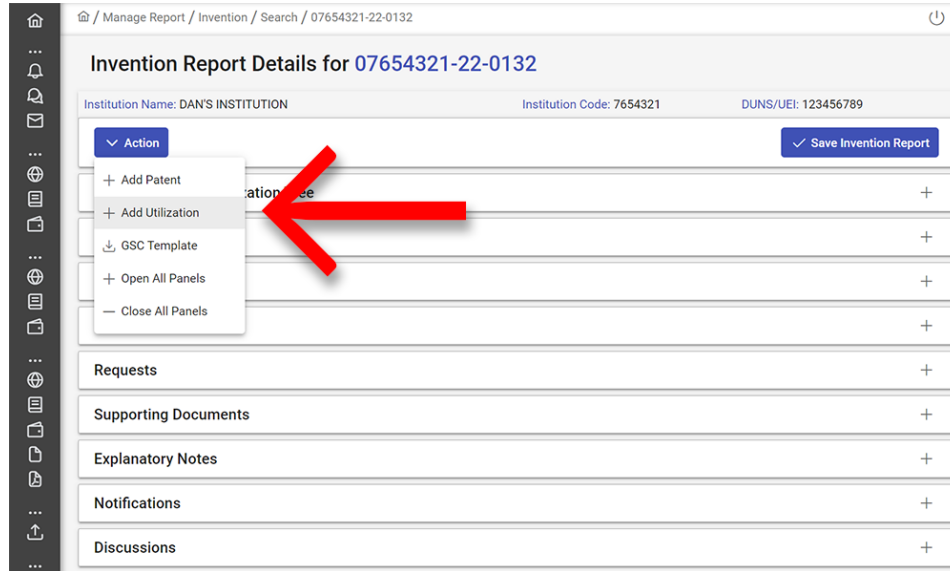 / Manage Report / Invention / Search / 07654321-22-0132
Invention Report Details for 07654321-22-0132
Institution Name: DAN'S INSTITUTION Institution Code: 7654321 DUNS/UEI: 123456789
Action Save Invention Report
+ Add Patent
+ Add Utilization
GSC Template
+ Open All Panels
— Close All Panels
Requests
Supporting Documents
Explanatory Notes
Notifications
Discussions